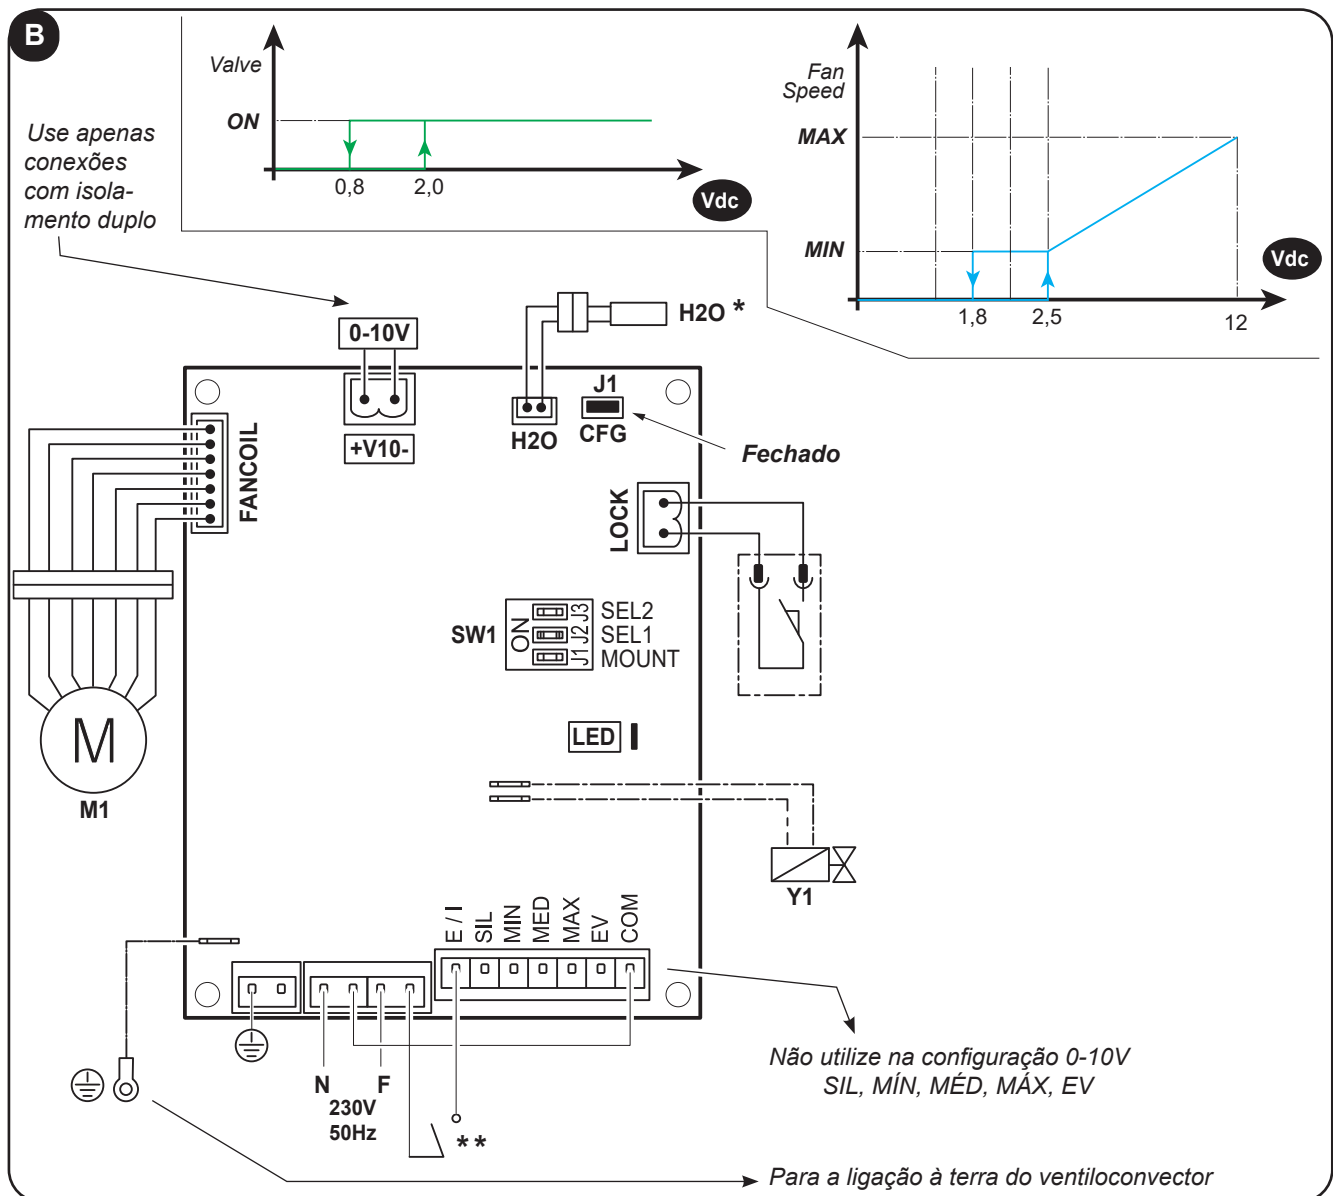 B
Valve
ON
0,8
2,0
Vdc
Fan
Speed
MAX
MIN
1,8
2,5
12
Vdc
Use apenas
conexões
com isola-
mento duplo
0-10V
+V10-
H2O *
H2O
J1
CFG
Fechado
FANCOIL
LOCK
SW1
ON
J3 SEL2
J2 SEL1
J1 MOUNT
LED
M
M1
Y1
E / I
SIL
MIN
MED
MAX
EV
COM
N
F
230V
50Hz
**
Não utilize na configuração 0-10V
SIL, MÍN, MÉD, MÁX, EV
Para a ligação à terra do ventiloconvector